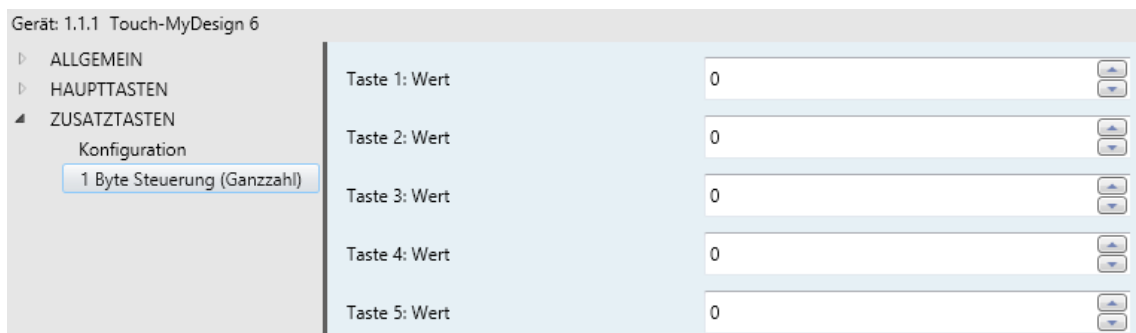 Gerät: 1.1.1 Touch-MyDesign 6
ALLGEMEIN
HAUPTTASTEN
ZUSATZTASTEN
Konfiguration
1 Byte Steuerung (Ganzzahl)
Taste 1: Wert 0
Taste 2: Wert 0
Taste 3: Wert 0
Taste 4: Wert 0
Taste 5: Wert 0